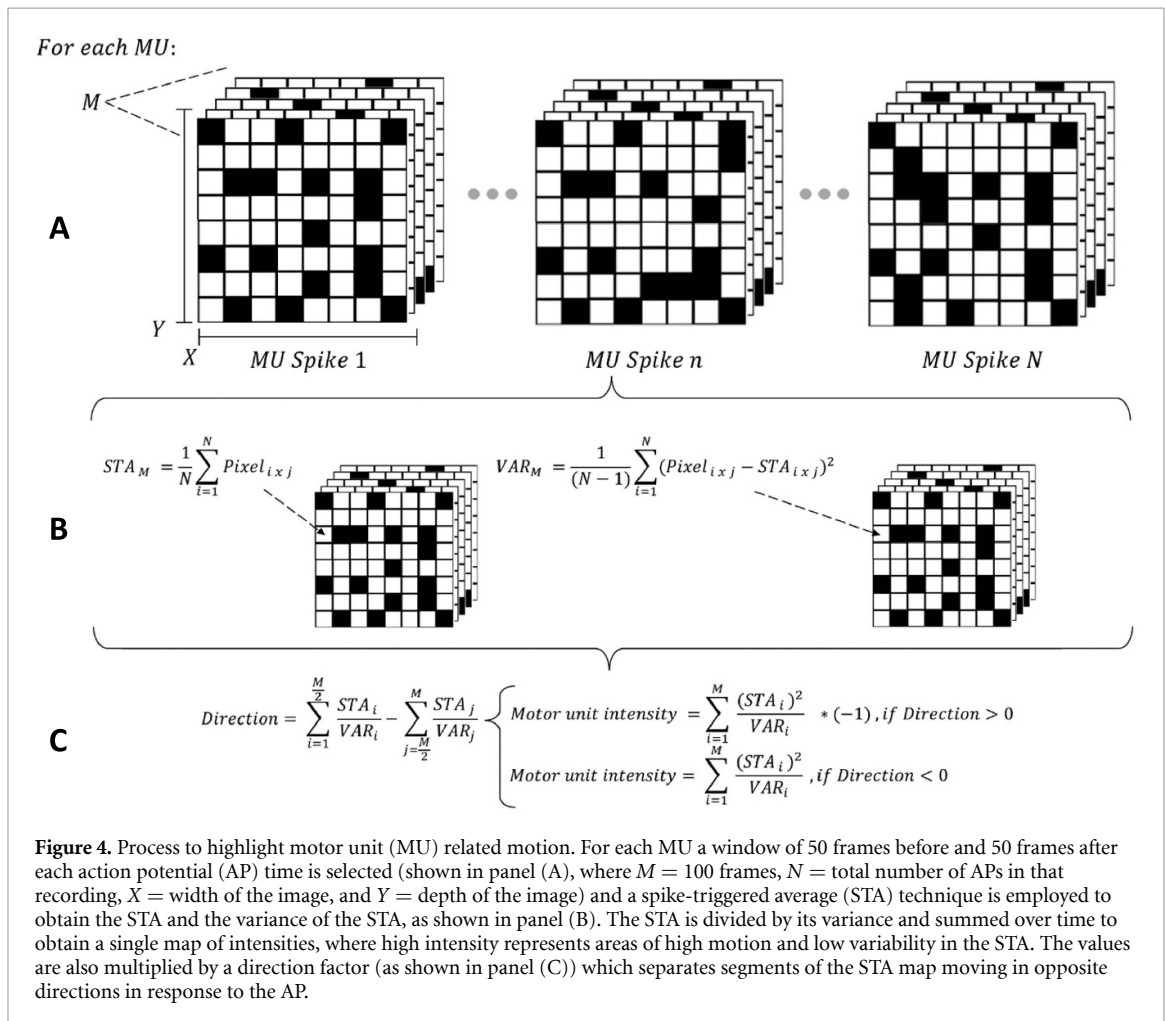 For each MU:
M
A
Y
X
MU Spike 1
MU Spike n
MU Spike N
B
STA_M = 1/N ∑_{i=1}^{N} Pixel_{i x j}
VAR_M = 1/(N − 1) ∑_{i=1}^{N} (Pixel_{i x j} − STA_{i x j})²
C
Direction = ∑_{i=1}^{M/2} STA_i/VAR_i − ∑_{j=M/2}^{M} STA_j/VAR_j
Motor unit intensity = ∑_{i=1}^{M} (STA_i)²/VAR_i * (−1) , if Direction > 0
Motor unit intensity = ∑_{i=1}^{M} (STA_i)²/VAR_i , if Direction < 0
Figure 4. Process to highlight motor unit (MU) related motion. For each MU a window of 50 frames before and 50 frames after
each action potential (AP) time is selected (shown in panel (A), where M = 100 frames, N = total number of APs in that
recording, X = width of the image, and Y = depth of the image) and a spike-triggered average (STA) technique is employed to
obtain the STA and the variance of the STA, as shown in panel (B). The STA is divided by its variance and summed over time to
obtain a single map of intensities, where high intensity represents areas of high motion and low variability in the STA. The values
are also multiplied by a direction factor (as shown in panel (C)) which separates segments of the STA map moving in opposite
directions in response to the AP.